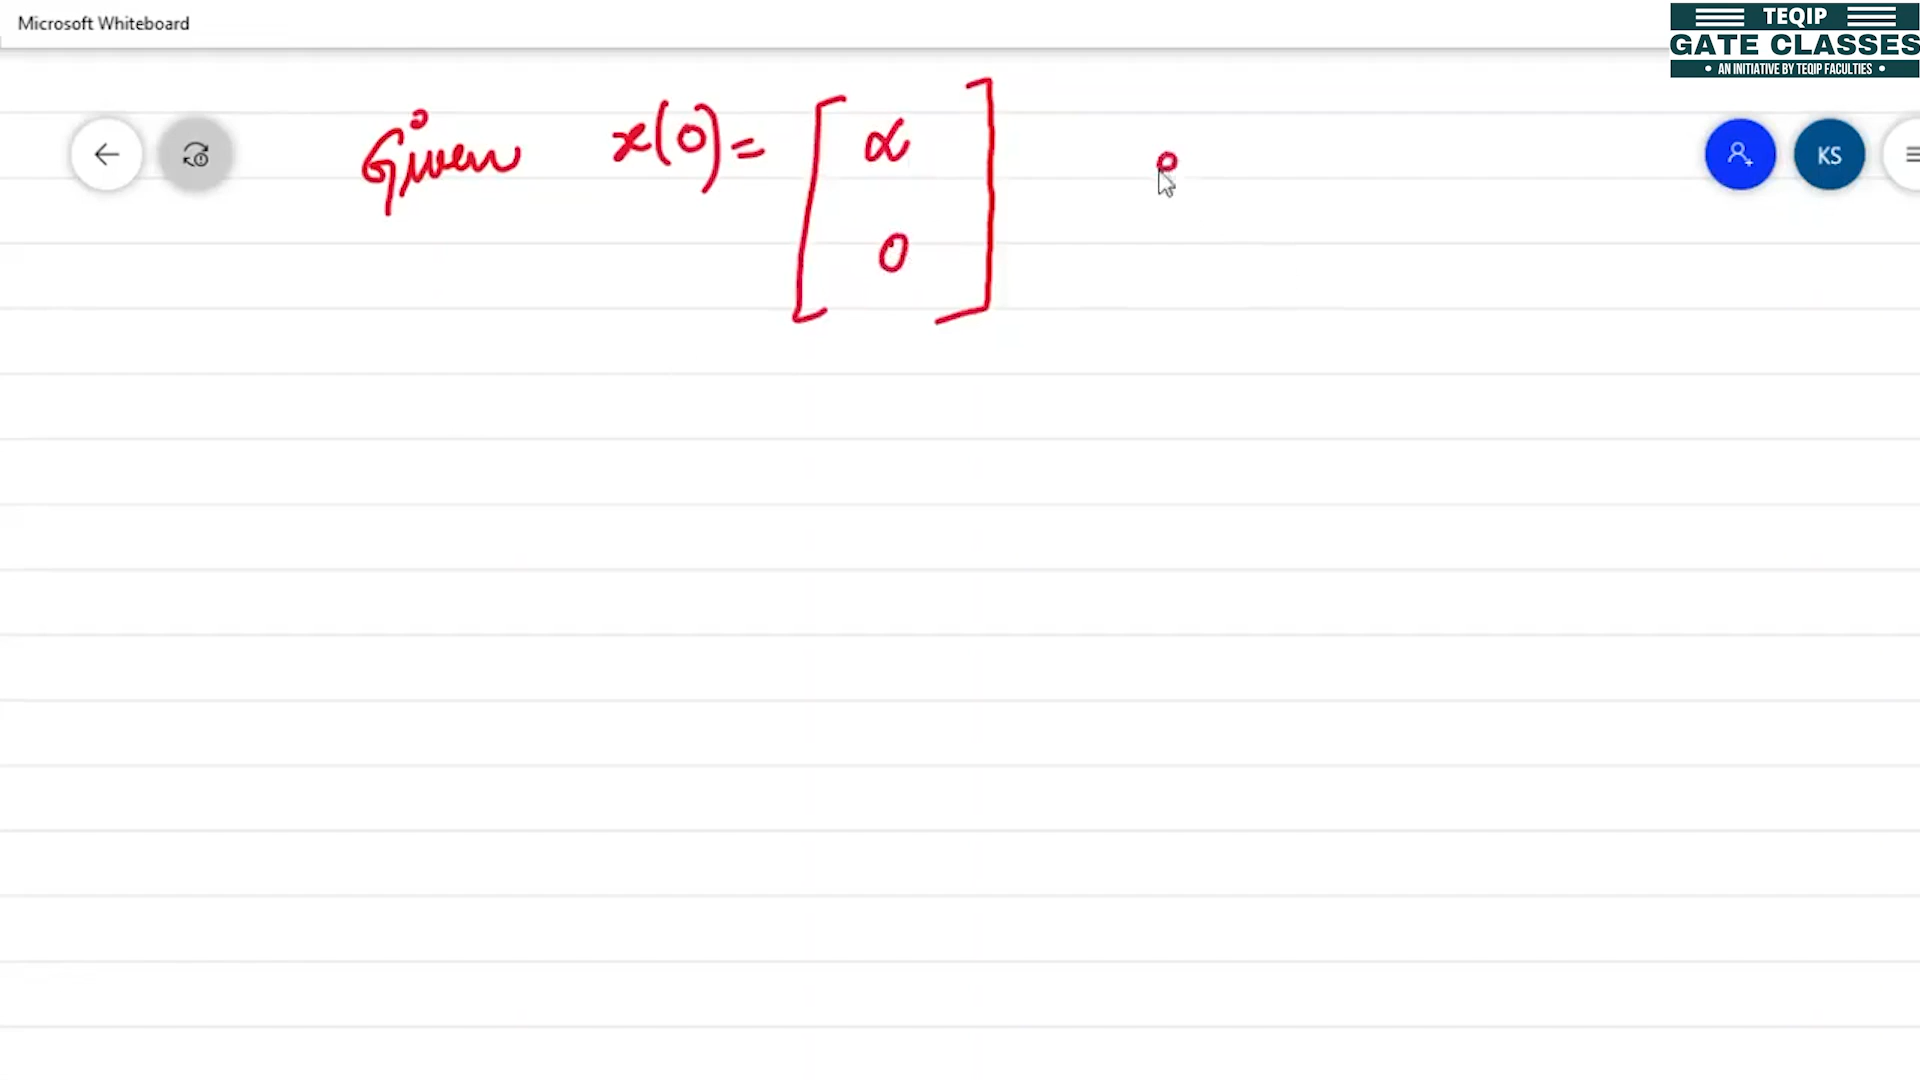 Microsoft Whiteboard
TEQIP
GATE CLASSES
• AN INITIATIVE BY TEQIP FACULTIES •
KS
Given x(0) = [α
0]